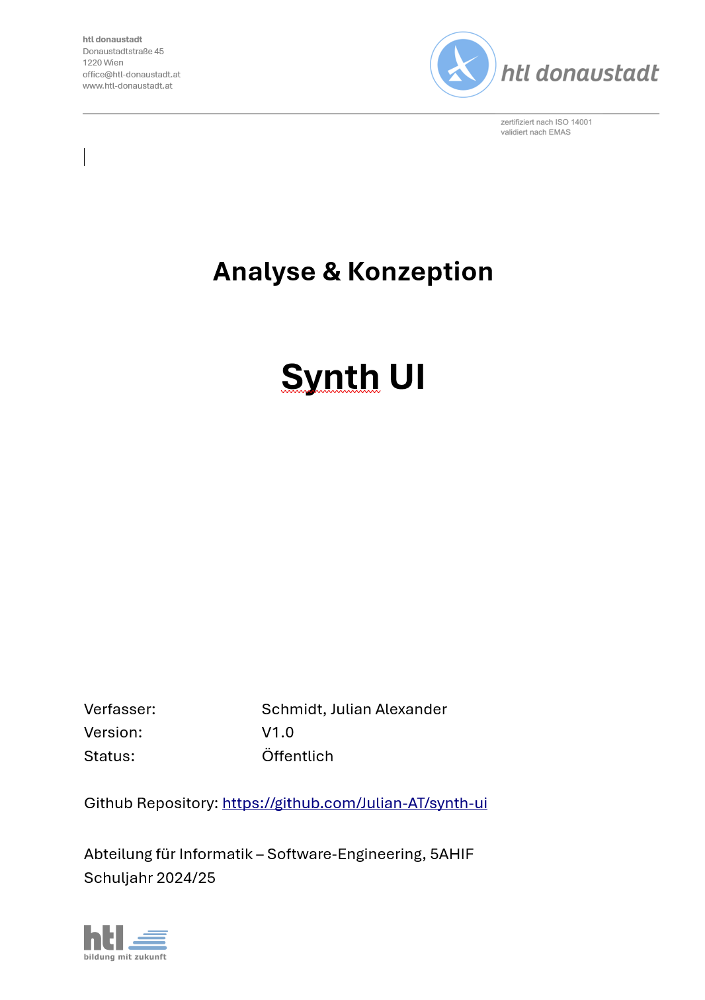 htl donaustadt
Donaustadtstraße 45
1220 Wien
office@htl-donaustadt.at
www.htl-donaustadt.at
htl donaustadt
zertifiziert nach ISO 14001
validiert nach EMAS
Analyse & Konzeption
Synth UI
Verfasser: Schmidt, Julian Alexander
Version: V1.0
Status: Öffentlich
Github Repository: https://github.com/Julian-AT/synth-ui
Abteilung für Informatik – Software-Engineering, 5AHIF
Schuljahr 2024/25
htl
bildung mit zukunft